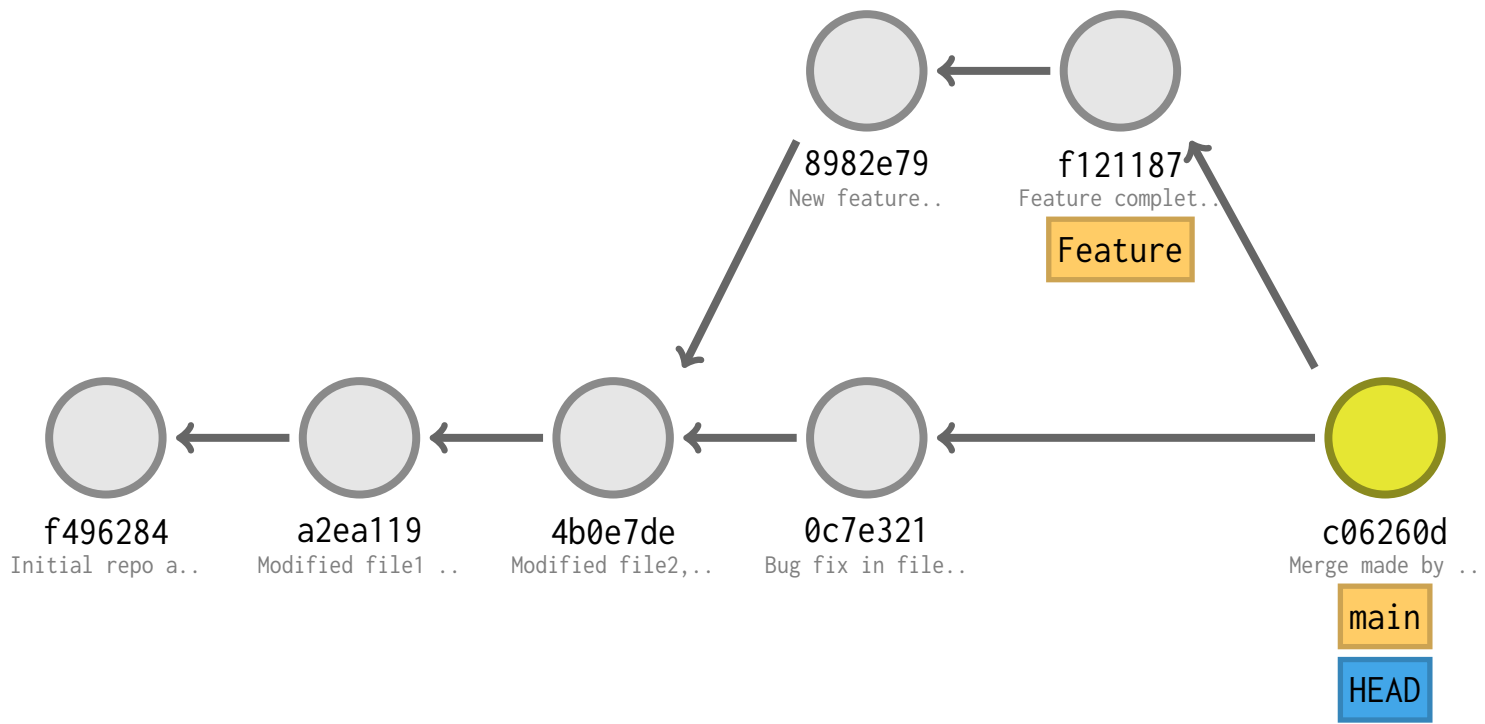 8982e79
New feature..
f121187
Feature complet..
Feature
f496284
Initial repo a..
a2ea119
Modified file1 ..
4b0e7de
Modified file2,..
0c7e321
Bug fix in file..
c06260d
Merge made by ..
main
HEAD